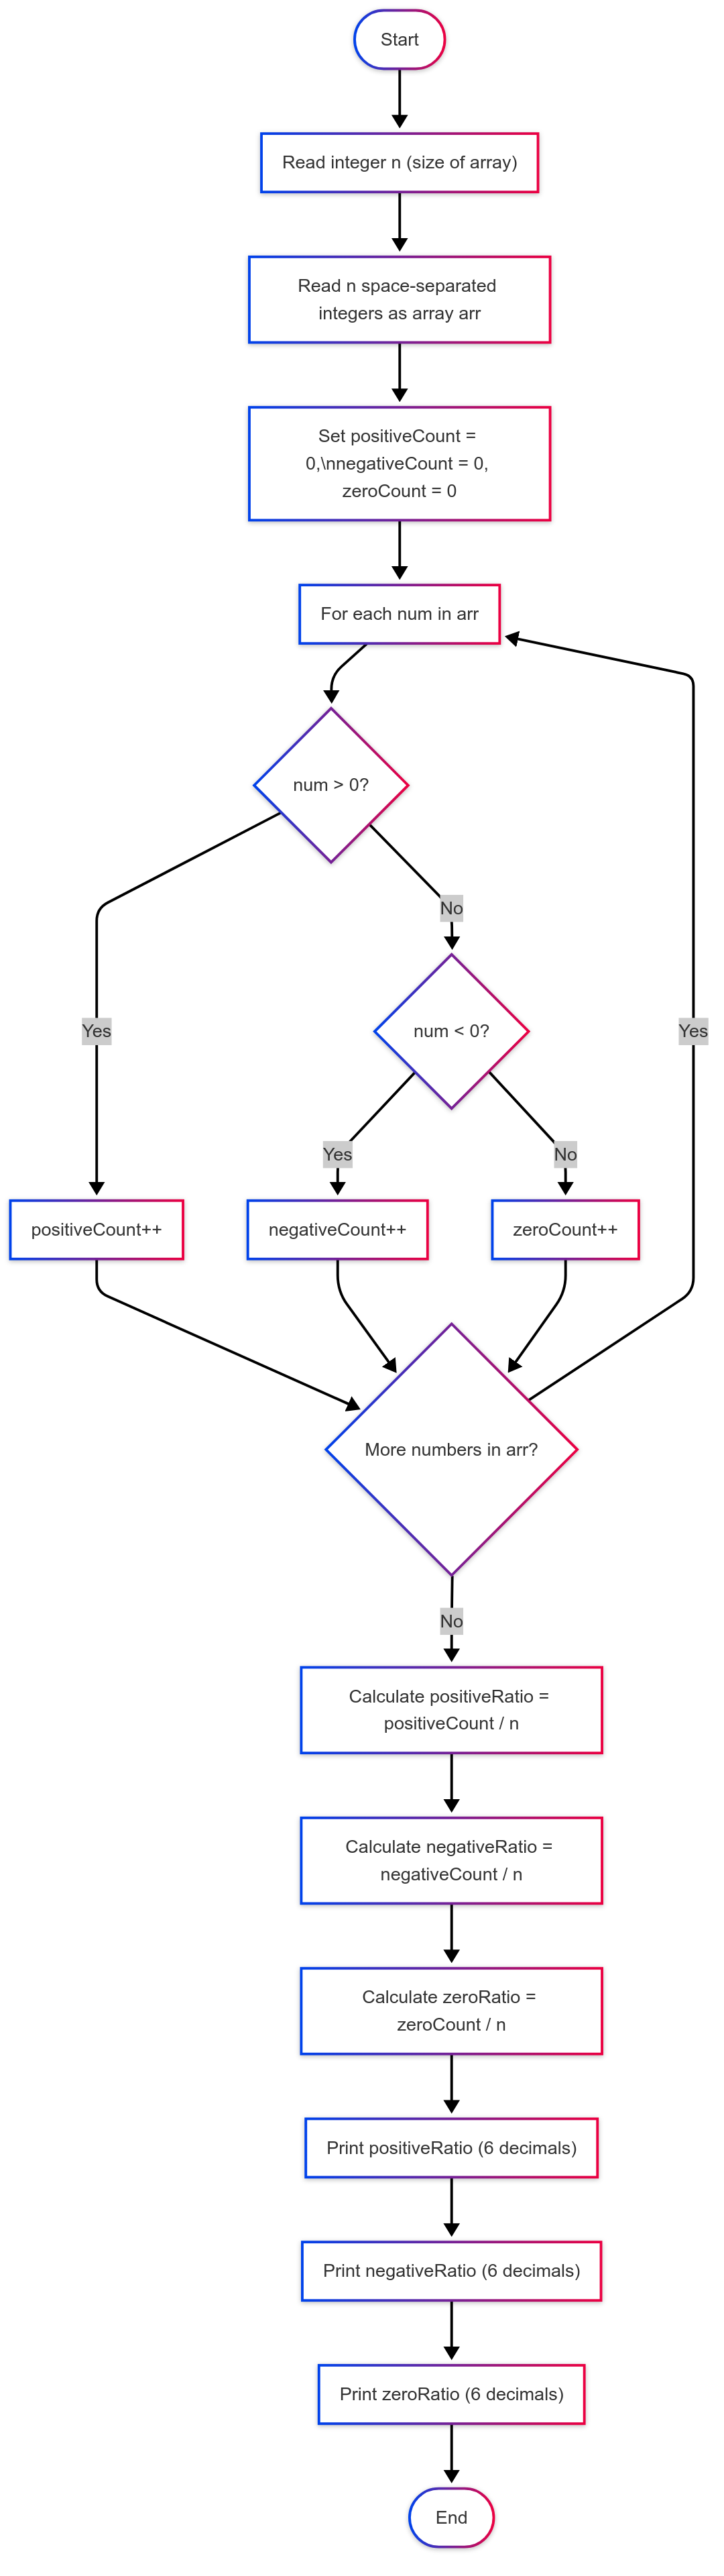 Start
Read integer n (size of array)
Read n space-separated
integers as array arr
Set positiveCount =
0,\nnegativeCount = 0,
zeroCount = 0
For each num in arr
num > 0?
No
Yes
num < 0?
Yes
Yes
No
positiveCount++
negativeCount++
zeroCount++
More numbers in arr?
No
Calculate positiveRatio =
positiveCount / n
Calculate negativeRatio =
negativeCount / n
Calculate zeroRatio =
zeroCount / n
Print positiveRatio (6 decimals)
Print negativeRatio (6 decimals)
Print zeroRatio (6 decimals)
End